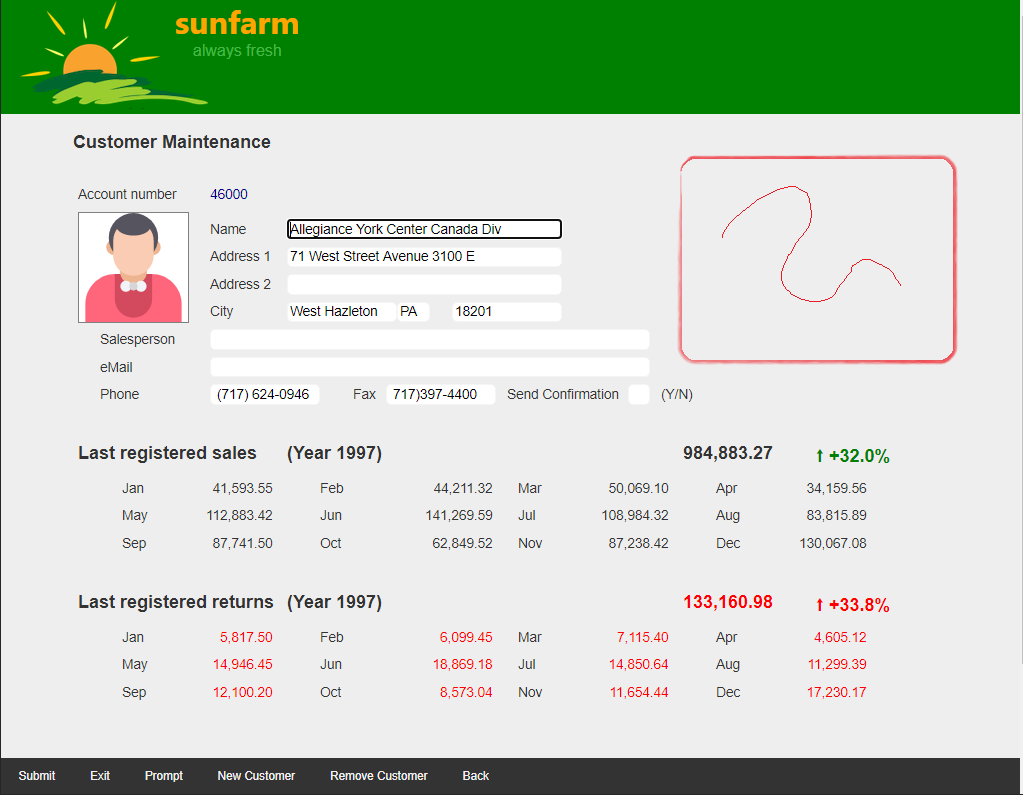 sunfarm
always fresh
Customer Maintenance
Account number 46000
Name Allegiance York Center Canada Div
Address 1 71 West Street Avenue 3100 E
Address 2
City West Hazleton PA 18201
Salesperson
eMail
Phone (717) 624-0946 Fax 717)397-4400 Send Confirmation (Y/N)
Last registered sales (Year 1997) 984,883.27 ↑ +32.0%
Jan 41,593.55 Feb 44,211.32 Mar 50,069.10 Apr 34,159.56
May 112,883.42 Jun 141,269.59 Jul 108,984.32 Aug 83,815.89
Sep 87,741.50 Oct 62,849.52 Nov 87,238.42 Dec 130,067.08
Last registered returns (Year 1997) 133,160.98 ↑ +33.8%
Jan 5,817.50 Feb 6,099.45 Mar 7,115.40 Apr 4,605.12
May 14,946.45 Jun 18,869.18 Jul 14,850.64 Aug 11,299.39
Sep 12,100.20 Oct 8,573.04 Nov 11,654.44 Dec 17,230.17
Submit Exit Prompt New Customer Remove Customer Back